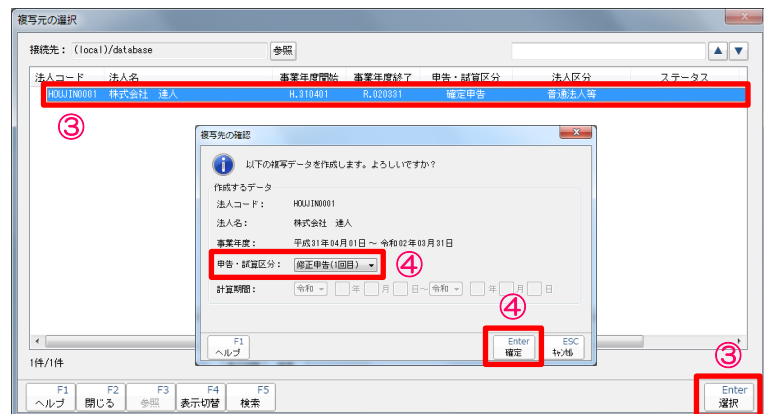 複写元の選択
接続先： (local)/database 参照
法人コード 法人名 事業年度開始 事業年度終了 申告・試算区分 法人区分 ステータス
HOUJIN0001 株式会社　達人 H.310401 R.020331 確定申告 普通法人等
③
複写先の確認
以下の複写データを作成します。よろしいですか？
作成するデータ
法人コード： HOUJIN0001
法人名： 株式会社　達人
事業年度： 平成31年04月01日 ～ 令和02年03月31日
申告・試算区分： 修正申告(1回目) ④
計算期間： 令和 年 月 日～ 令和 年 月 日
④
F1 Enter ESC
ヘルプ 確定 ｷｬﾝｾﾙ
③
1件/1件
F1 F2 F3 F4 F5 Enter
ヘルプ 閉じる 参照 表示切替 検索 選択